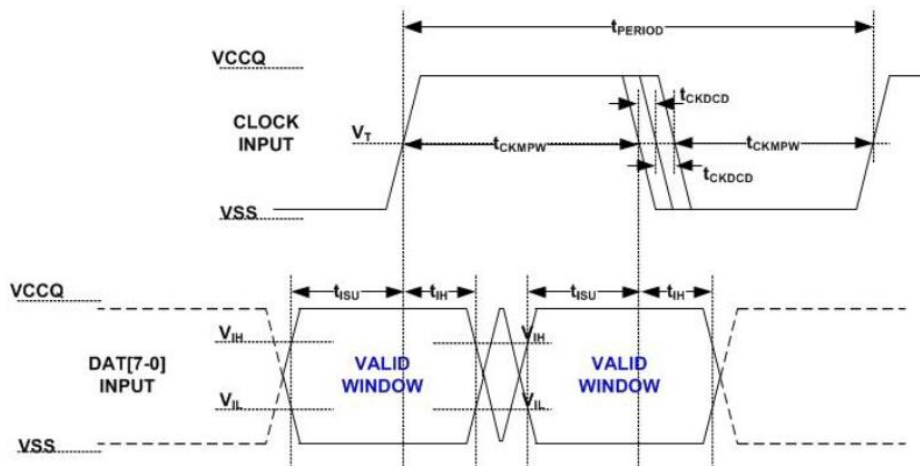 tPERIOD
VCCQ
tCKDCD
CLOCK
INPUT
VT
tCKMPW
tCKMPW
tCKDCD
VSS
VCCQ
tISU
tIH
tISU
tIH
VIH
VIH
DAT[7-0]
INPUT
VALID
WINDOW
VALID
WINDOW
VIL
VIL
VSS